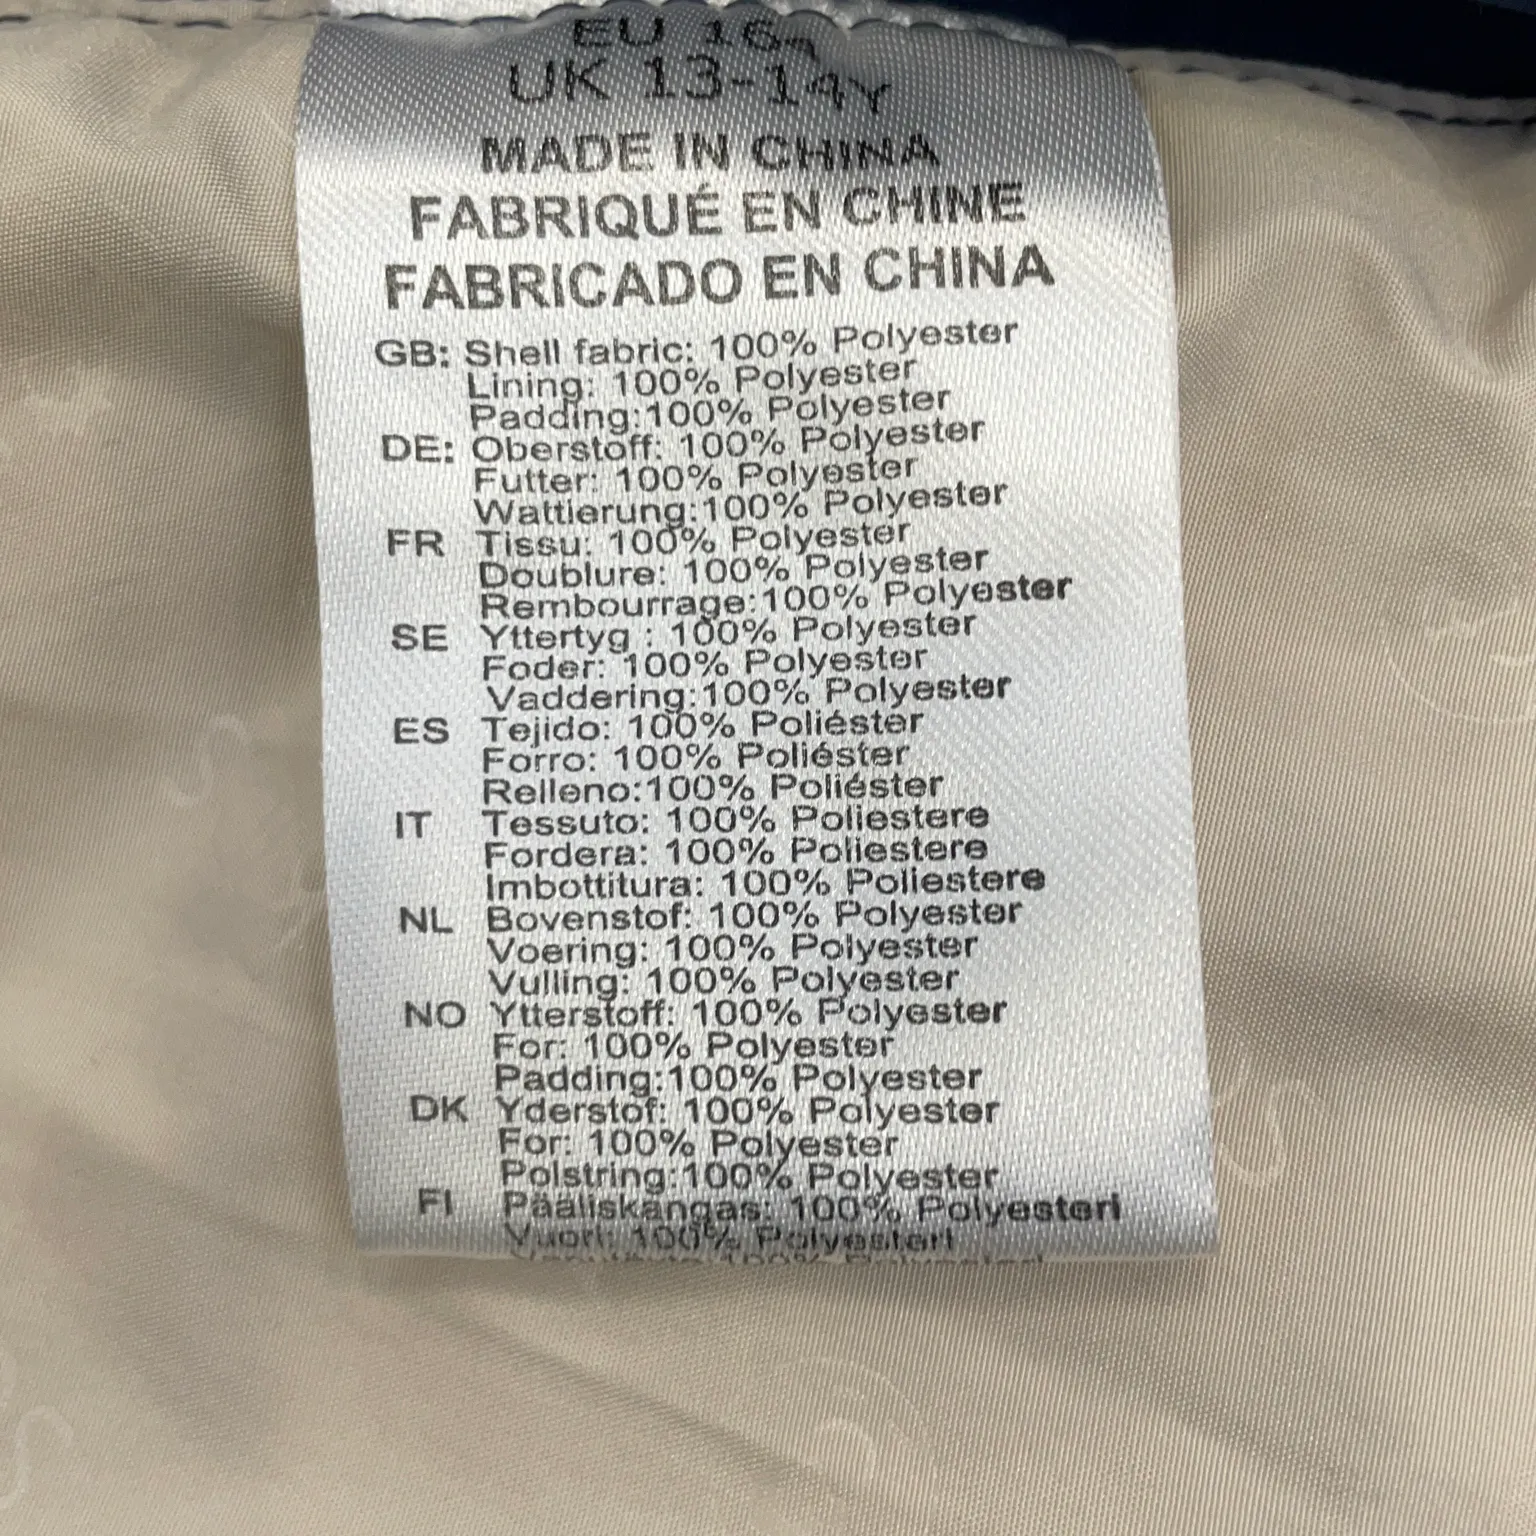 EU 16
UK 13-14Y
MADE IN CHINA
FABRIQUÉ EN CHINE
FABRICADO EN CHINA
GB: Shell fabric: 100% Polyester
Lining: 100% Polyester
Padding:100% Polyester
DE: Oberstoff: 100% Polyester
Futter: 100% Polyester
Wattierung:100% Polyester
FR Tissu: 100% Polyester
Doublure: 100% Polyester
Rembourrage:100% Polyester
SE Yttertyg : 100% Polyester
Foder: 100% Polyester
Vaddering:100% Polyester
ES Tejido: 100% Poliéster
Forro: 100% Poliéster
Relleno:100% Poliéster
IT Tessuto: 100% Poliestere
Fordera: 100% Poliestere
Imbottitura: 100% Poliestere
NL Bovenstof: 100% Polyester
Voering: 100% Polyester
Vulling: 100% Polyester
NO Ytterstoff: 100% Polyester
For: 100% Polyester
Padding:100% Polyester
DK Yderstof: 100% Polyester
For: 100% Polyester
Polstring:100% Polyester
FI Pääliskangas: 100% Polyesteri
Vuori: 100% Polyesteri
100% Polyesteri